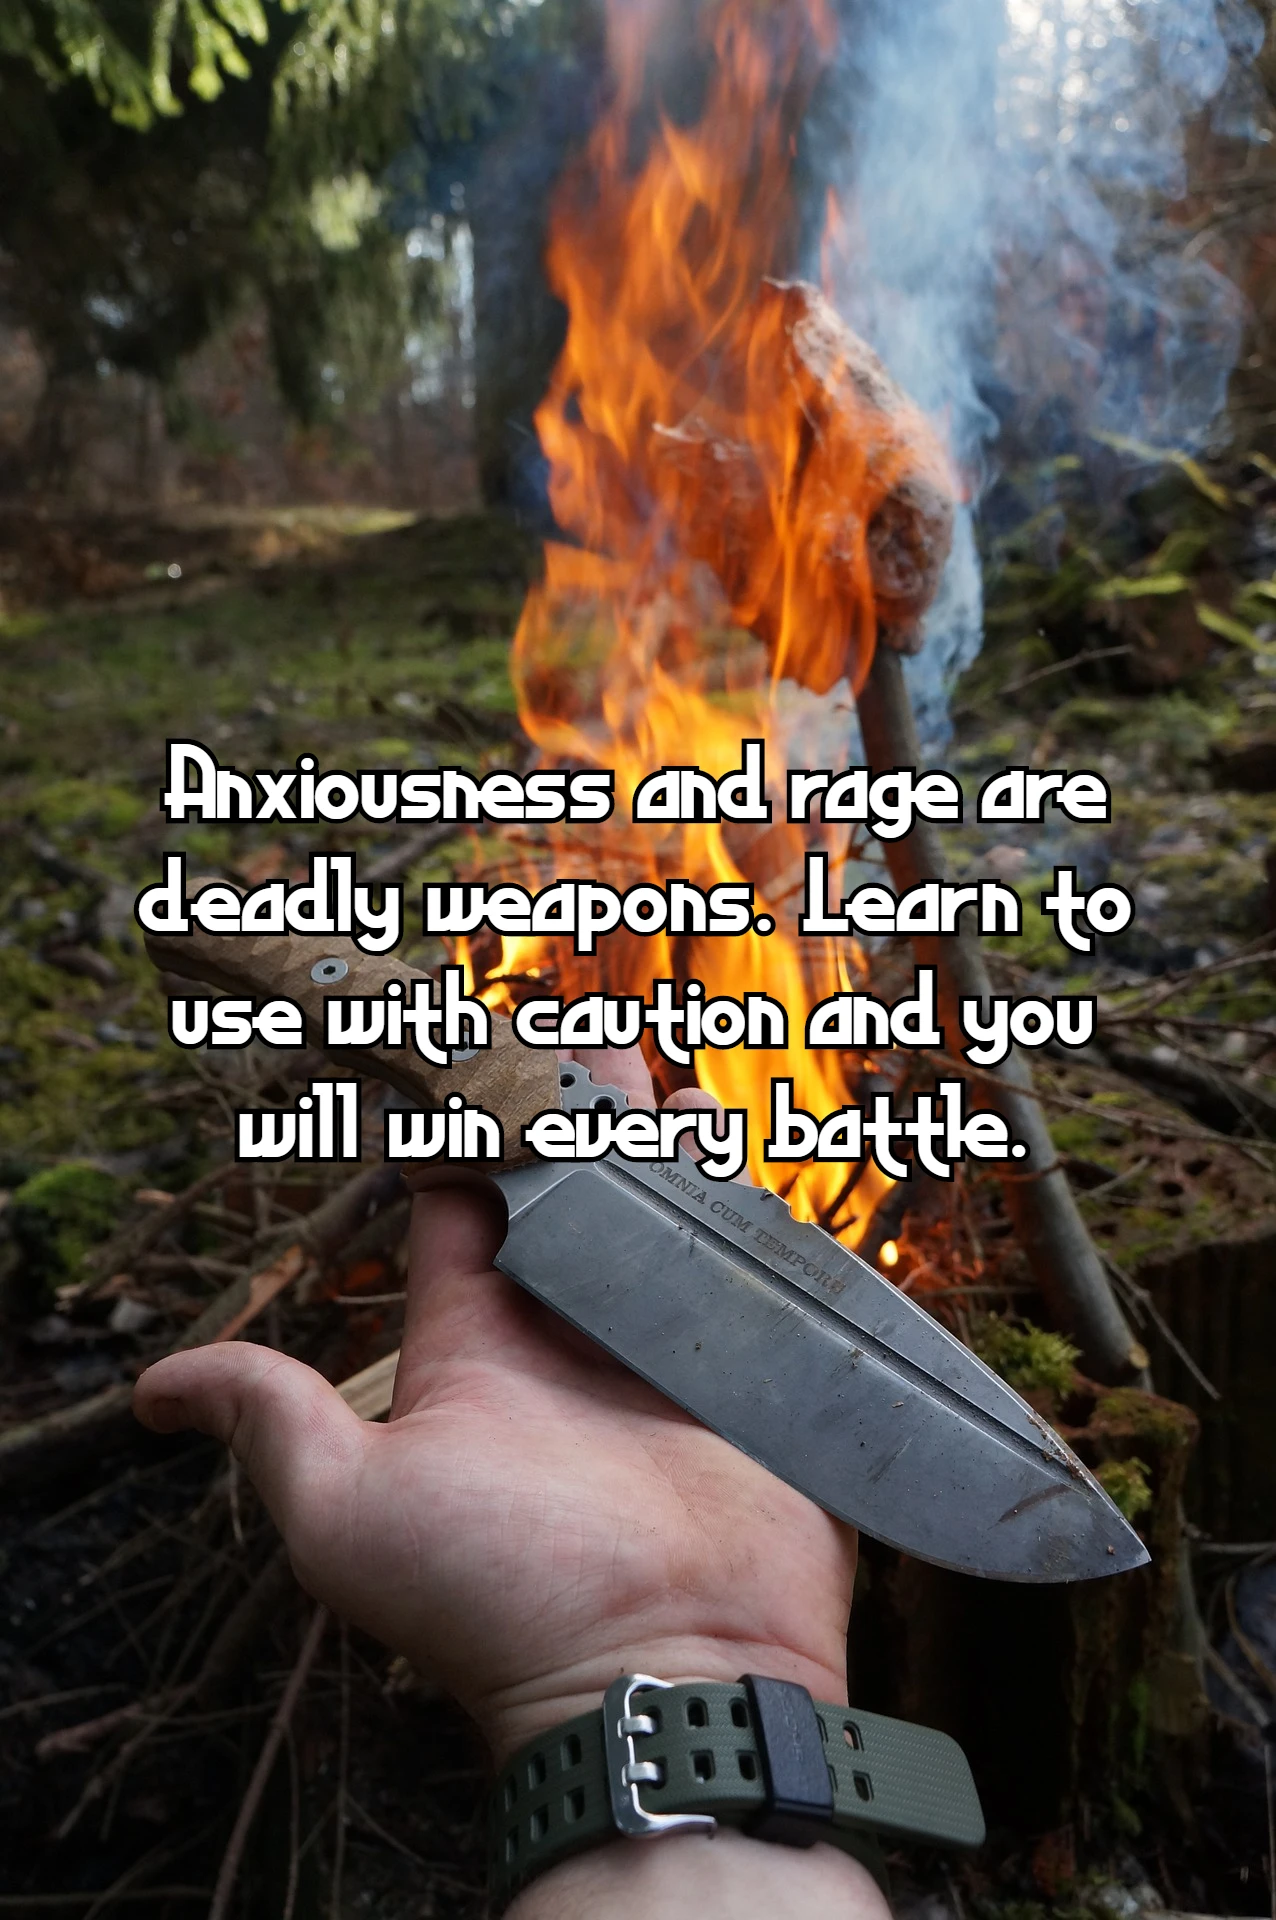 Anxiousness and rage are
deadly weapons. Learn to
use with caution and you
will win every battle.
OMNIA CUM TEMPORE